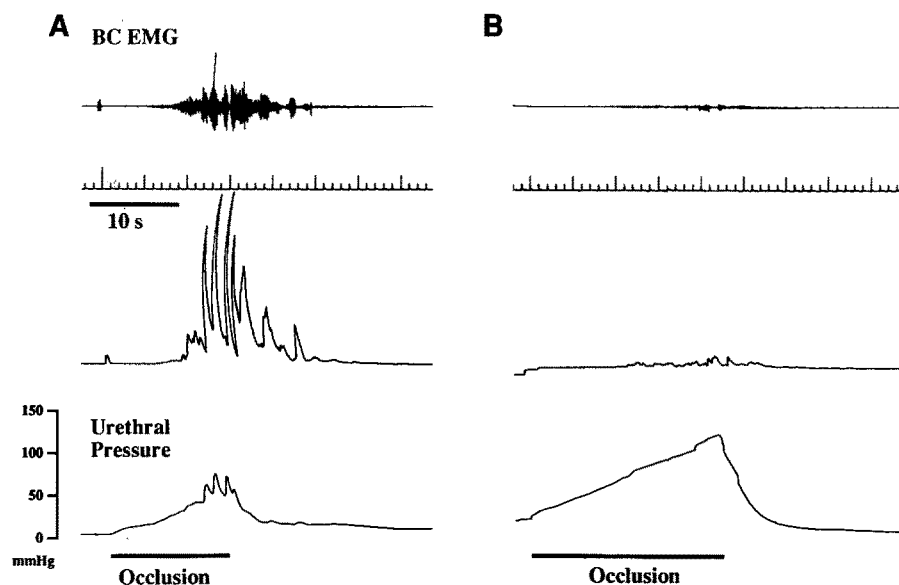 A
B
BC EMG
10 s
150
100
50
0
mmHg
Urethral
Pressure
Occlusion
Occlusion